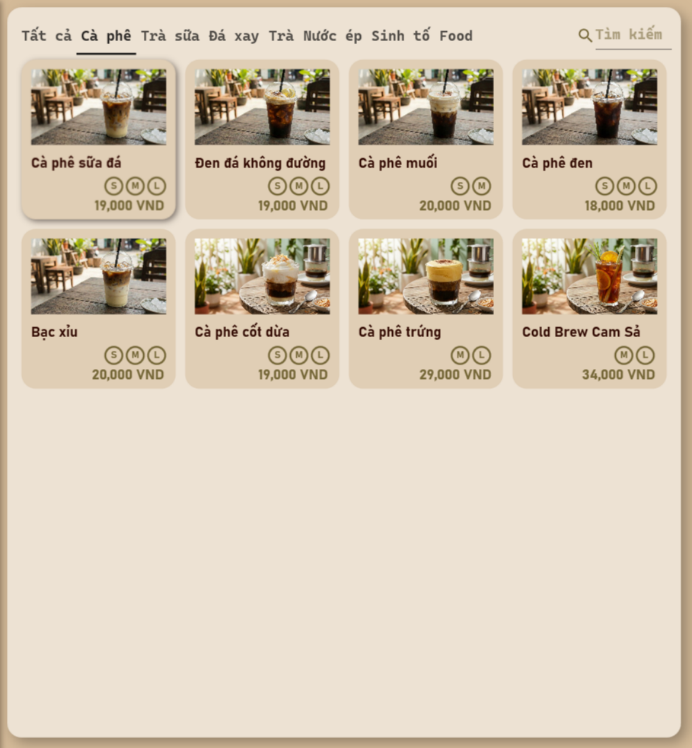 Tất cả Cà phê Trà sữa Đá xay Trà Nước ép Sinh tố Food Tìm kiếm
Cà phê sữa đá
S M L
19,000 VND
Đen đá không đường
S M L
19,000 VND
Cà phê muối
S M
20,000 VND
Cà phê đen
S M L
18,000 VND
Bạc xỉu
S M L
20,000 VND
Cà phê cốt dừa
S M L
19,000 VND
Cà phê trứng
M L
29,000 VND
Cold Brew Cam Sả
M L
34,000 VND